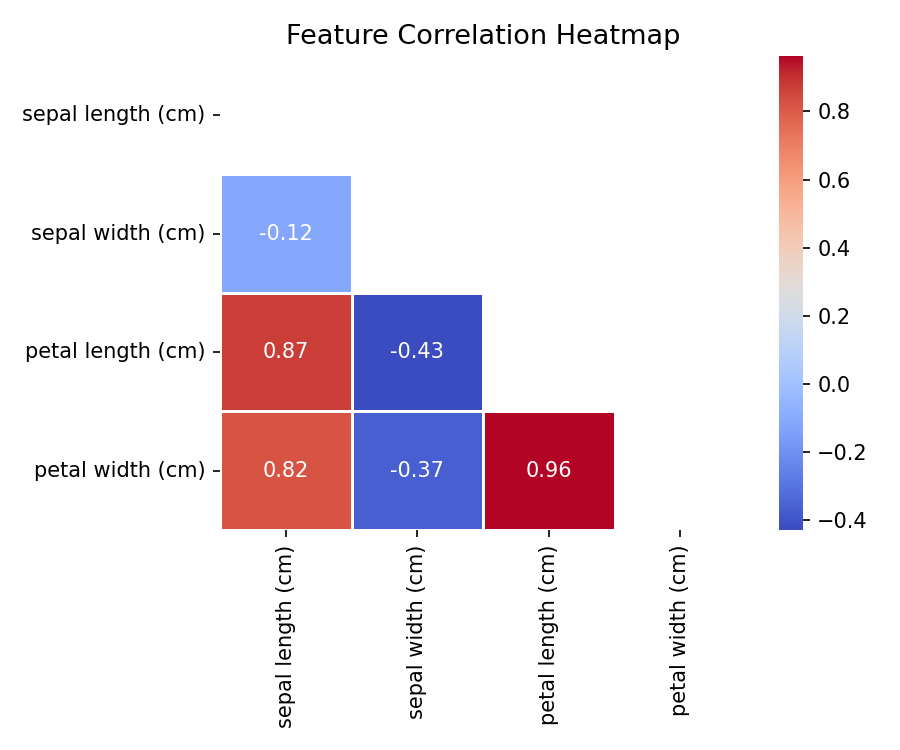 Feature Correlation Heatmap
sepal length (cm)
sepal width (cm)
petal length (cm)
petal width (cm)
-0.12
0.87 -0.43
0.82 -0.37 0.96
sepal length (cm)
sepal width (cm)
petal length (cm)
petal width (cm)
0.8
0.6
0.4
0.2
0.0
−0.2
−0.4